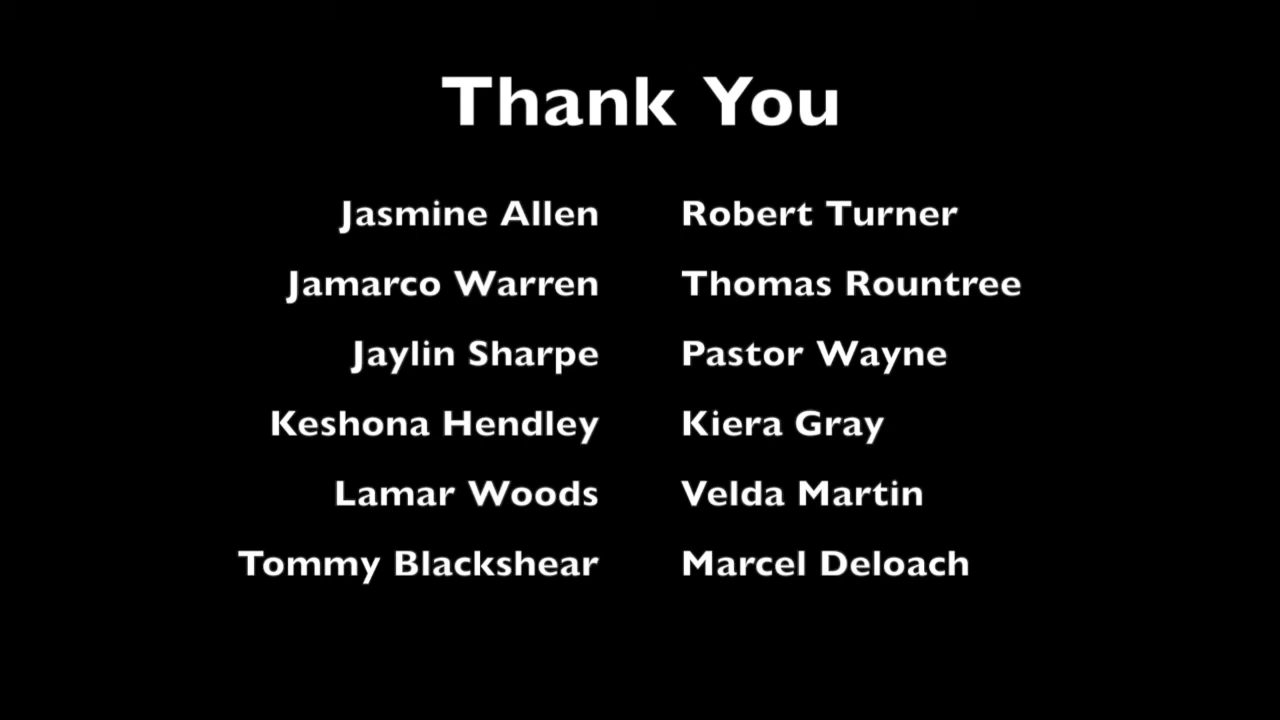 Thank You
Jasmine Allen Robert Turner
Jamarco Warren Thomas Rountree
Jaylin Sharpe Pastor Wayne
Keshona Hendley Kiera Gray
Lamar Woods Velda Martin
Tommy Blackshear Marcel Deloach